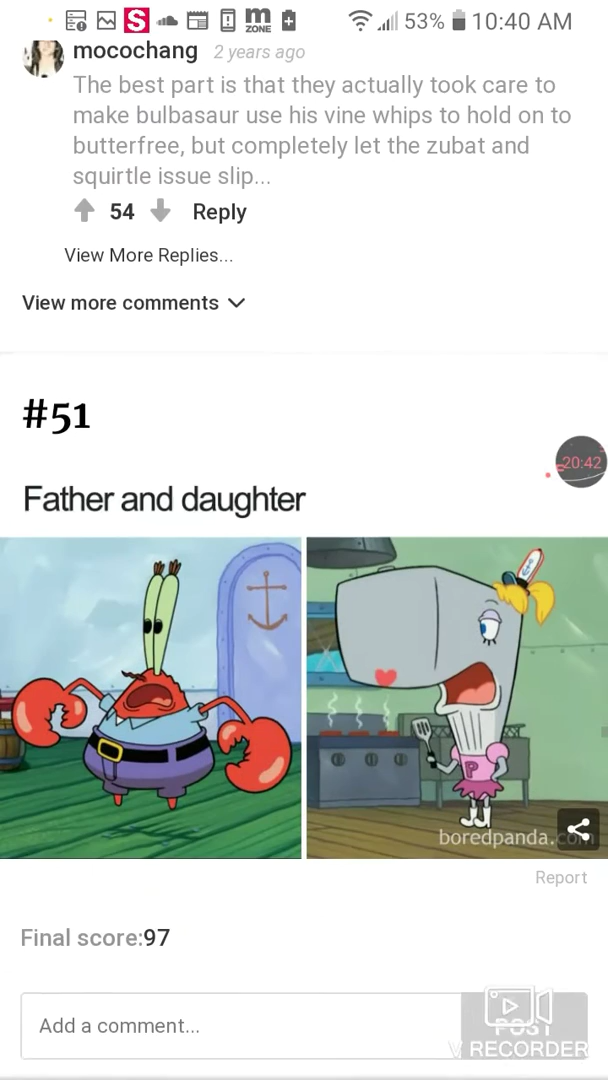 S
m
ZONE
53%
10:40 AM
mocochang 2 years ago
The best part is that they actually took care to
make bulbasaur use his vine whips to hold on to
butterfree, but completely let the zubat and
squirtle issue slip...
54 Reply
View More Replies...
View more comments
#51
20:42
Father and daughter
P
boredpanda.com
Report
Final score:97
Add a comment...
POST
V RECORDER